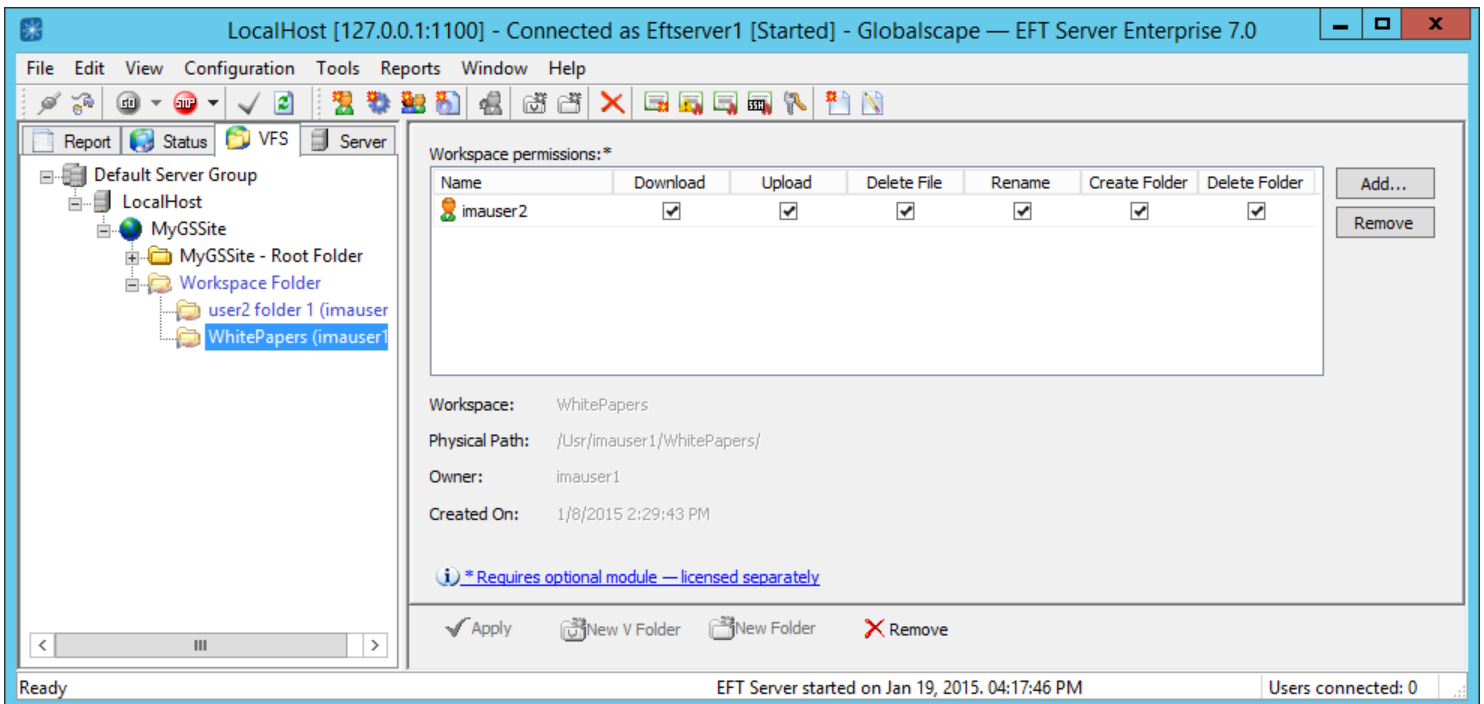 LocalHost [127.0.0.1:1100] - Connected as Eftserver1 [Started] - Globalscape — EFT Server Enterprise 7.0
File Edit View Configuration Tools Reports Window Help
GO STOP SSH
Report Status VFS Server
Default Server Group
LocalHost
MyGSSite
MyGSSite - Root Folder
Workspace Folder
user2 folder 1 (imauser
WhitePapers (imauser1
Workspace permissions:*
Name Download Upload Delete File Rename Create Folder Delete Folder
imauser2
Add...
Remove
Workspace: WhitePapers
Physical Path: /Usr/imauser1/WhitePapers/
Owner: imauser1
Created On: 1/8/2015 2:29:43 PM
* Requires optional module — licensed separately
Apply New V Folder New Folder Remove
Ready EFT Server started on Jan 19, 2015. 04:17:46 PM Users connected: 0